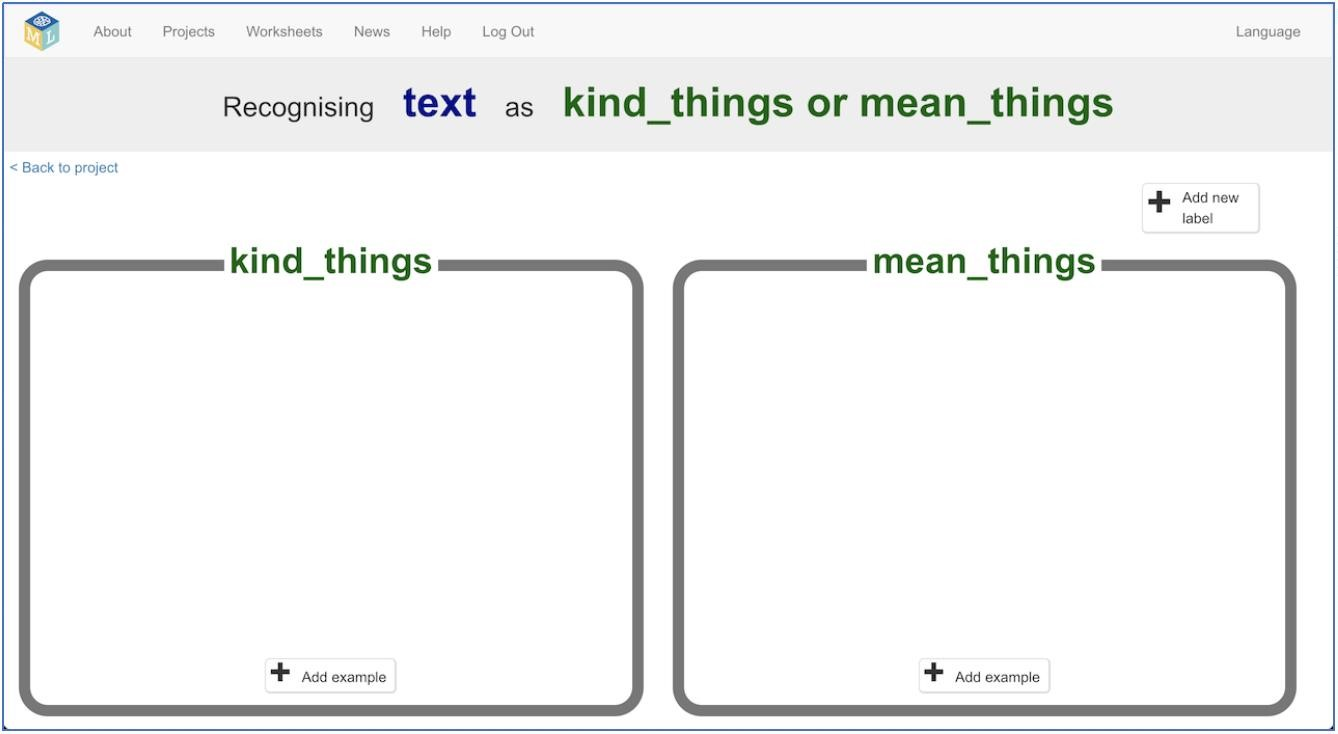 M L About Projects Worksheets News Help Log Out Language
Recognising text as kind_things or mean_things
< Back to project
Add new
label
kind_things mean_things
Add example Add example